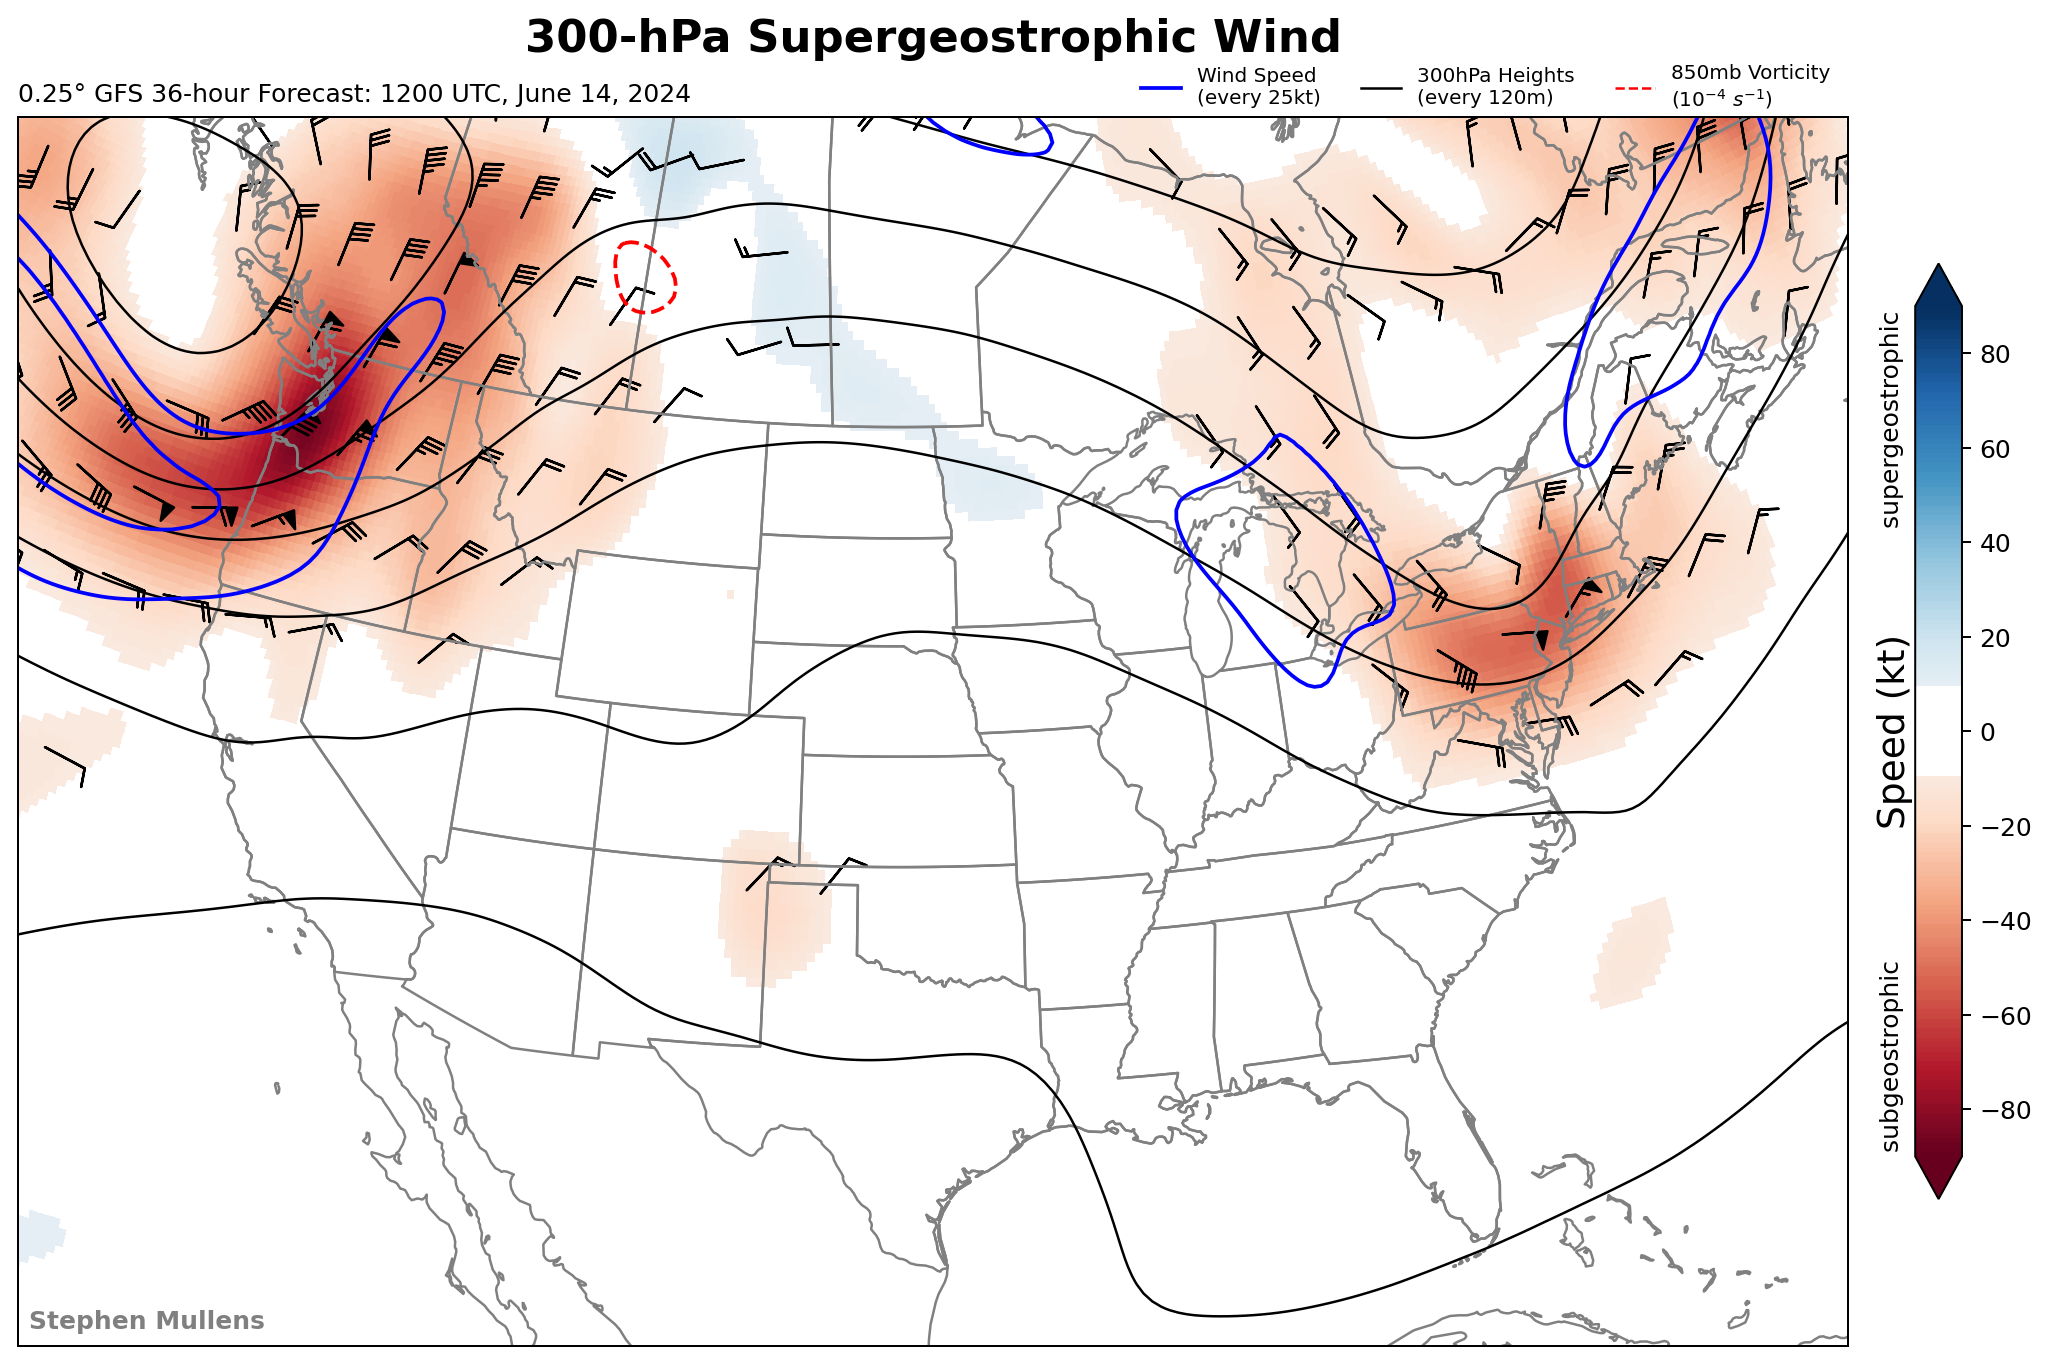 300-hPa Supergeostrophic Wind
0.25° GFS 36-hour Forecast: 1200 UTC, June 14, 2024
Wind Speed
(every 25kt)
300hPa Heights
(every 120m)
850mb Vorticity
(10⁻⁴ s⁻¹)
supergeostrophic
Speed (kt)
subgeostrophic
80
60
40
20
0
−20
−40
−60
−80
Stephen Mullens